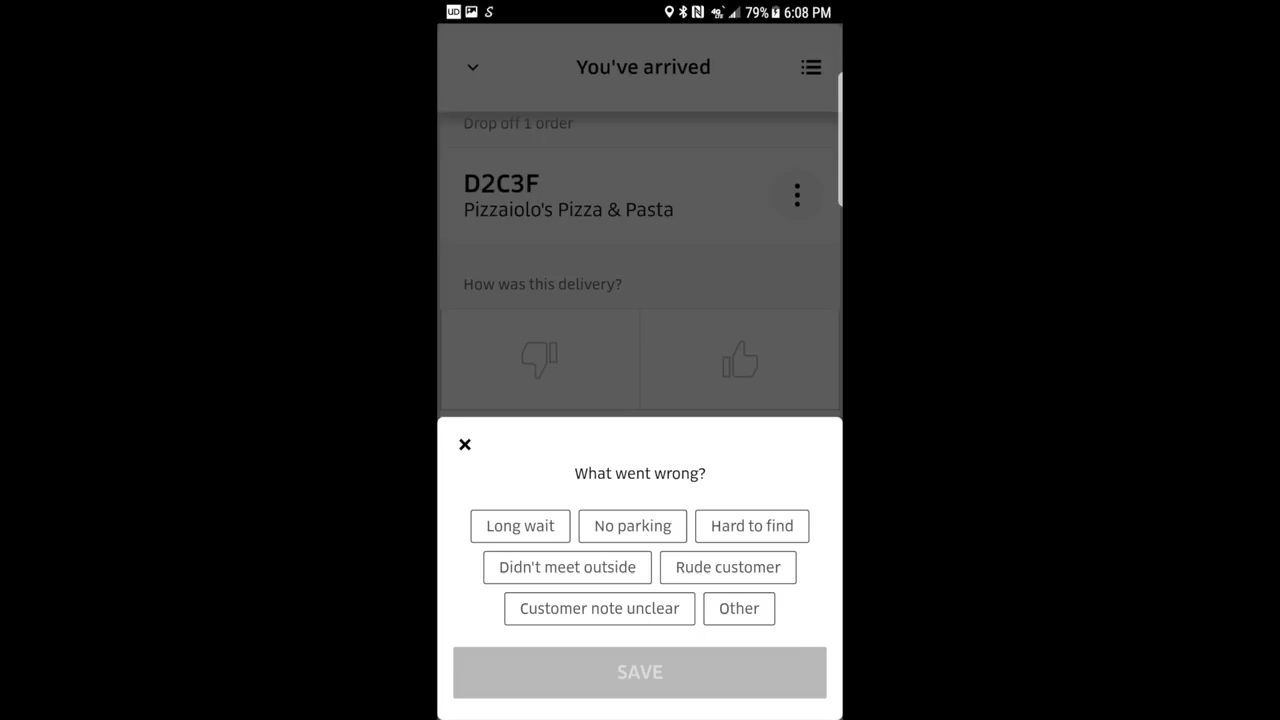 UD S 4G 79% 6:08 PM
You've arrived
Drop off 1 order
D2C3F
Pizzaiolo's Pizza & Pasta
How was this delivery?
What went wrong?
Long wait No parking Hard to find
Didn't meet outside Rude customer
Customer note unclear Other
SAVE